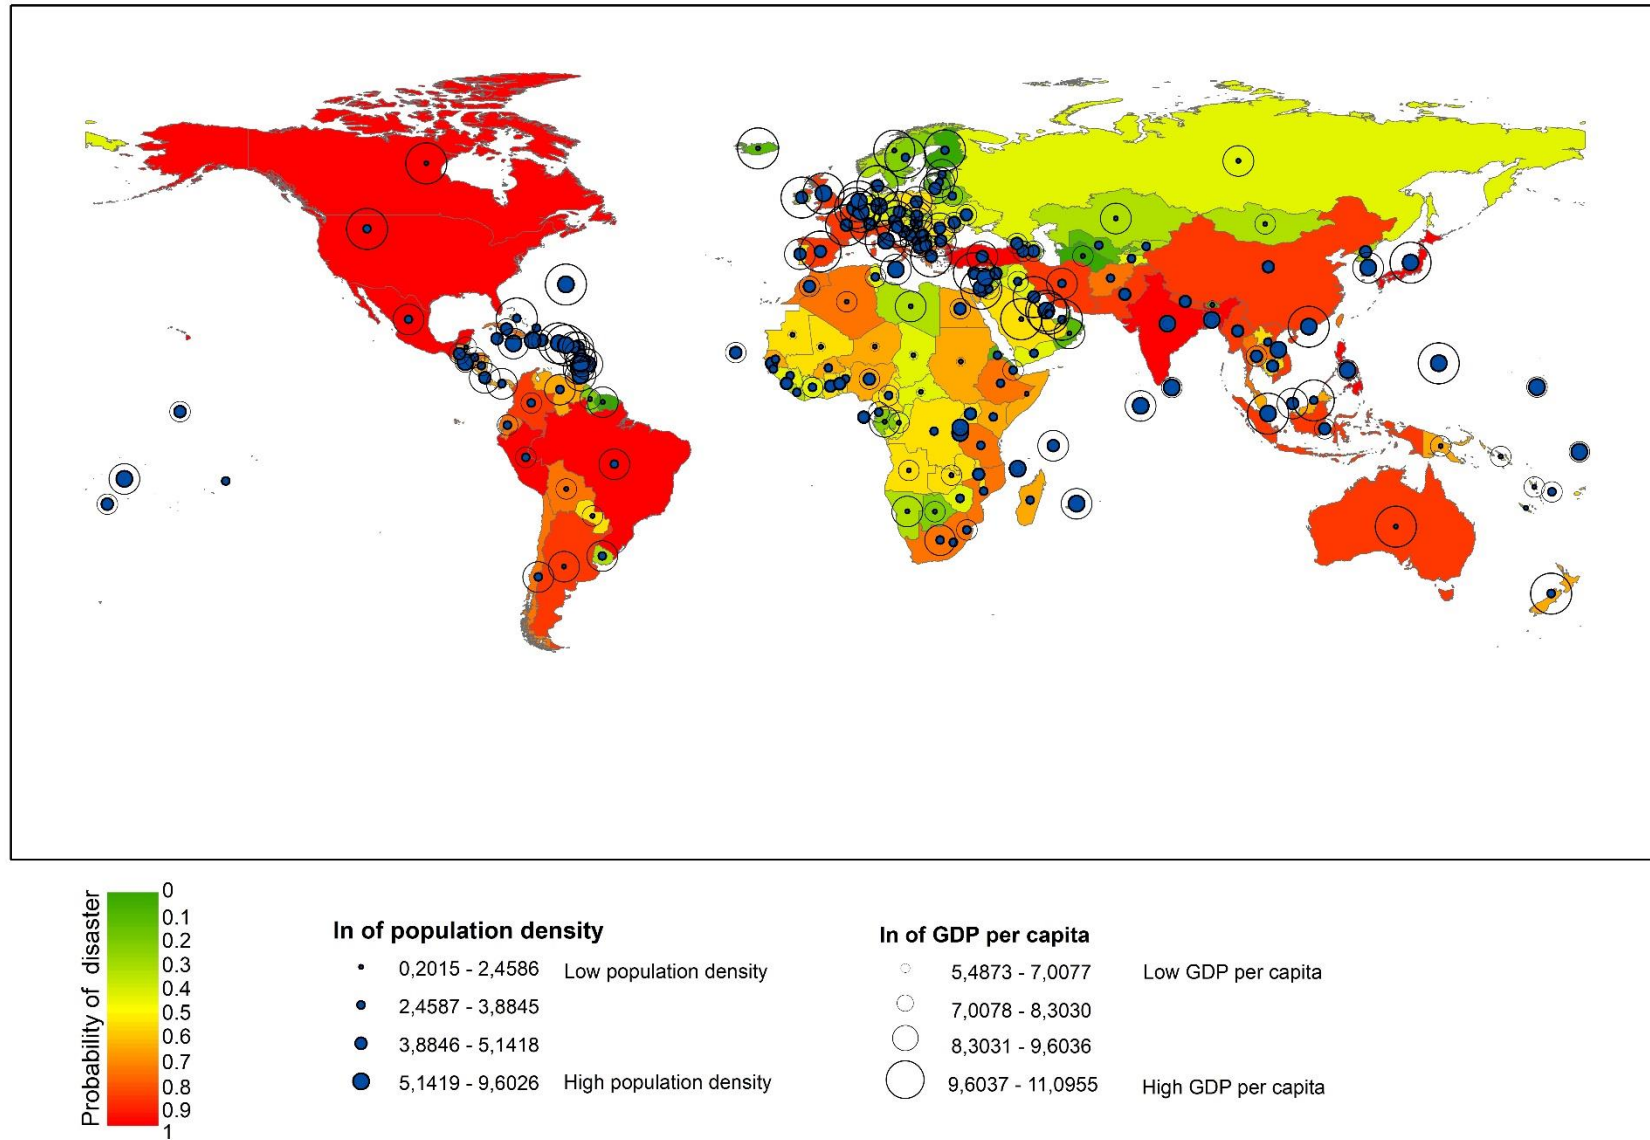 Probability of disaster
0
0.1
0.2
0.3
0.4
0.5
0.6
0.7
0.8
0.9
1
ln of population density
0,2015 - 2,4586 Low population density
2,4587 - 3,8845
3,8846 - 5,1418
5,1419 - 9,6026 High population density
ln of GDP per capita
5,4873 - 7,0077 Low GDP per capita
7,0078 - 8,3030
8,3031 - 9,6036
9,6037 - 11,0955 High GDP per capita